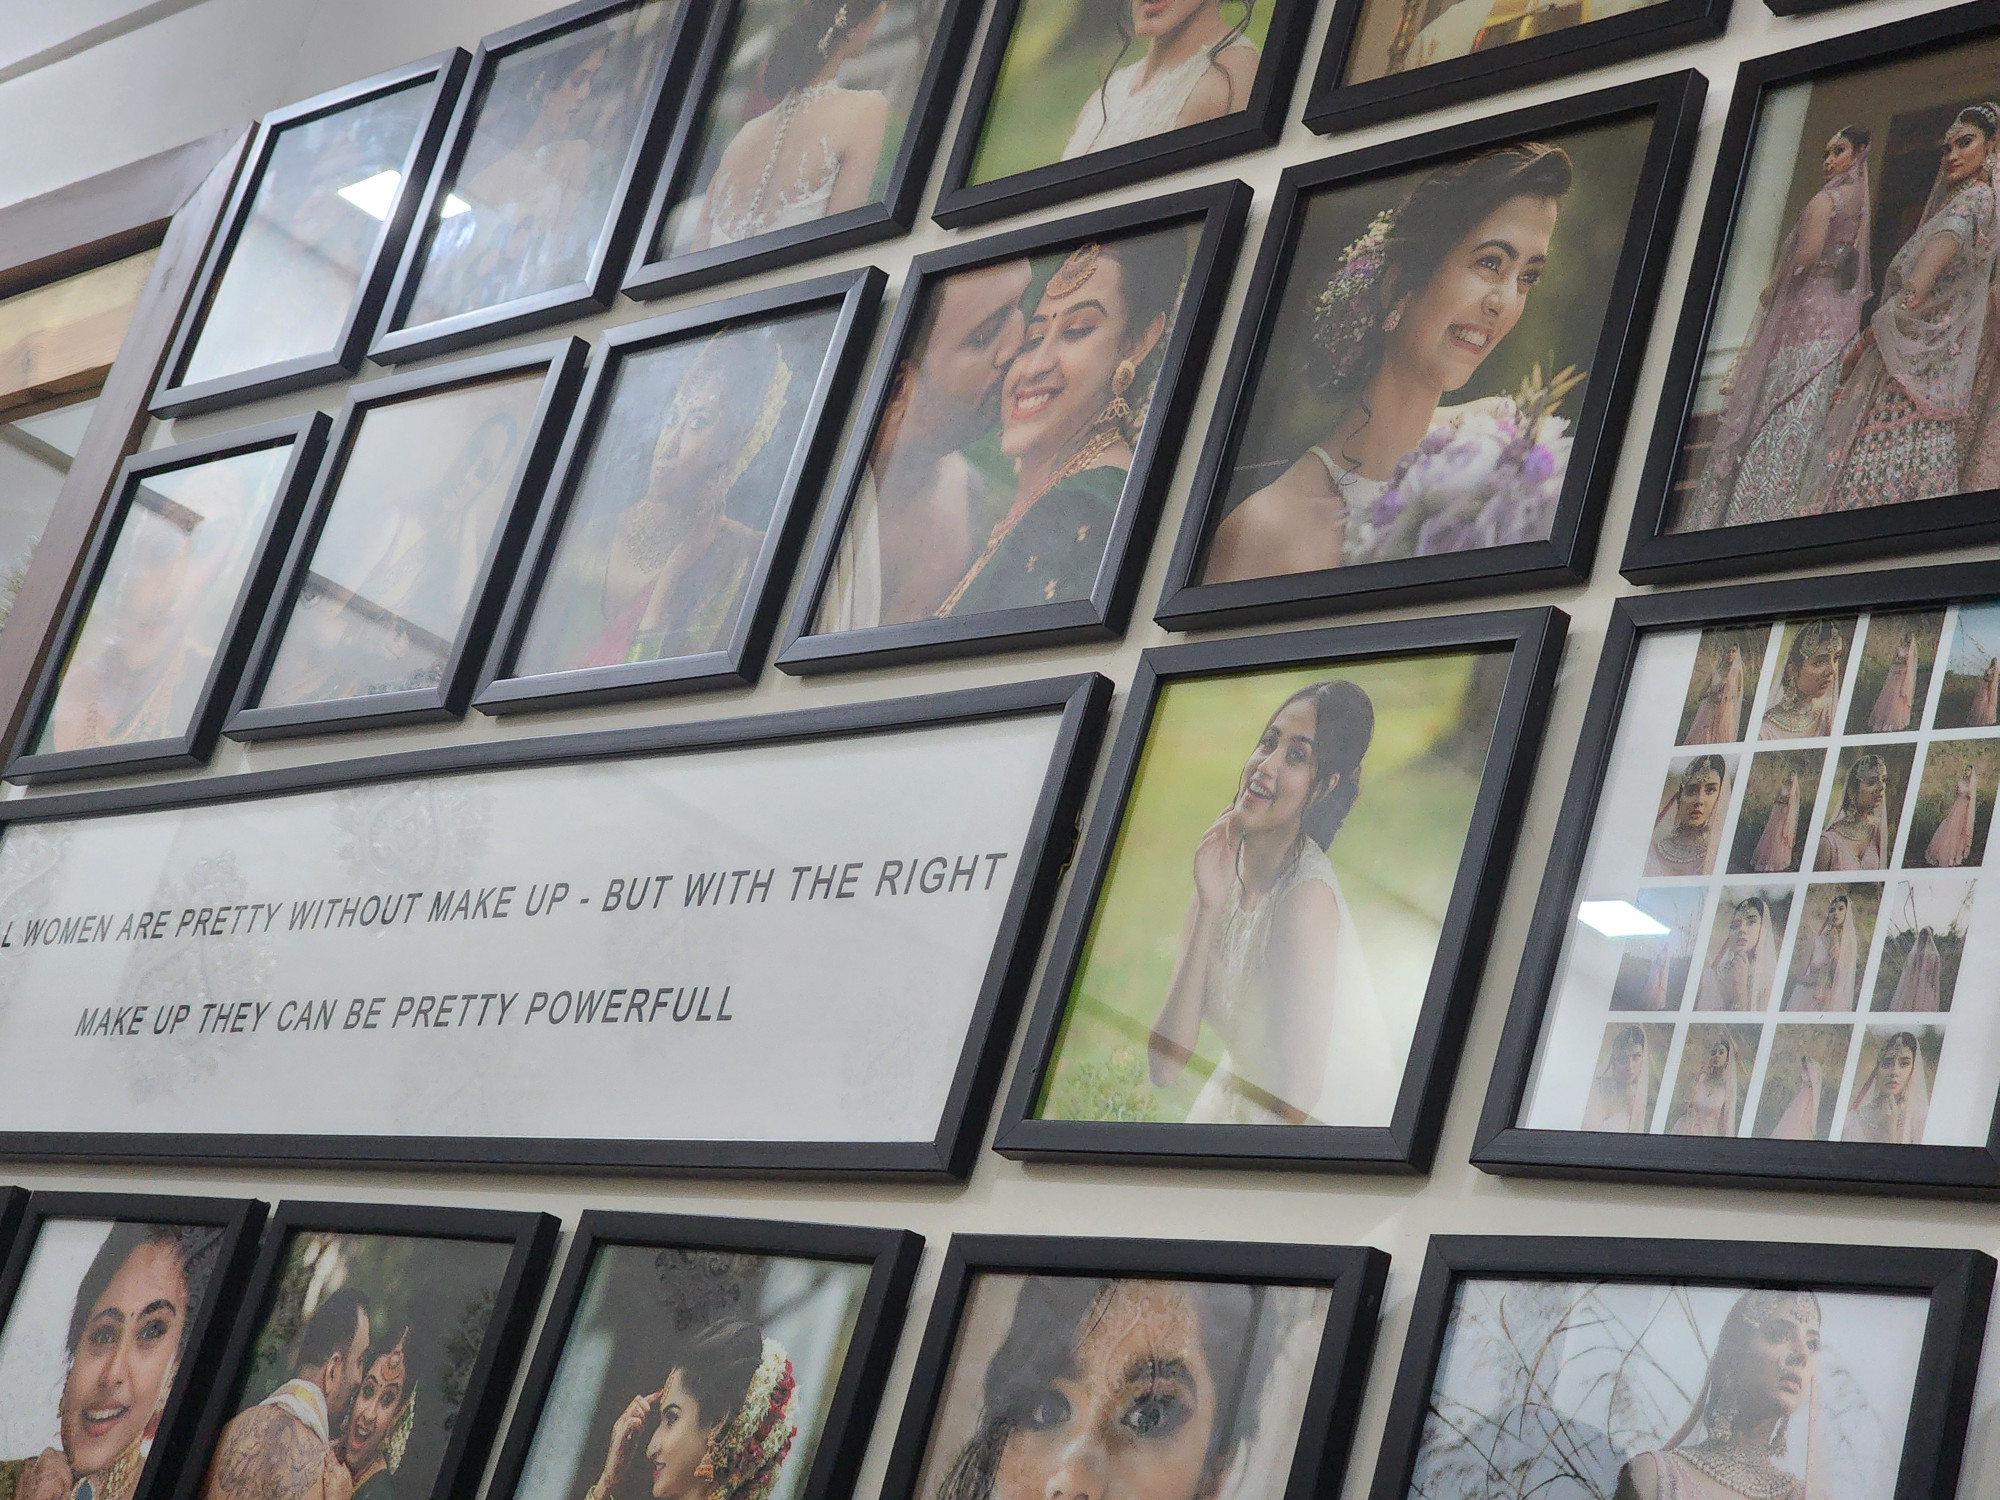 L WOMEN ARE PRETTY WITHOUT MAKE UP - BUT WITH THE RIGHT
MAKE UP THEY CAN BE PRETTY POWERFULL